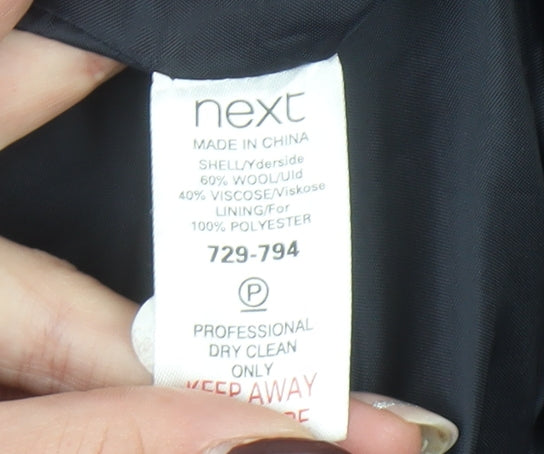 next
MADE IN CHINA
SHELL/Yderside
60% WOOL/Uld
40% VISCOSE/Viskose
LINING/For
100% POLYESTER
729-794
P
PROFESSIONAL
DRY CLEAN
ONLY
KEEP AWAY